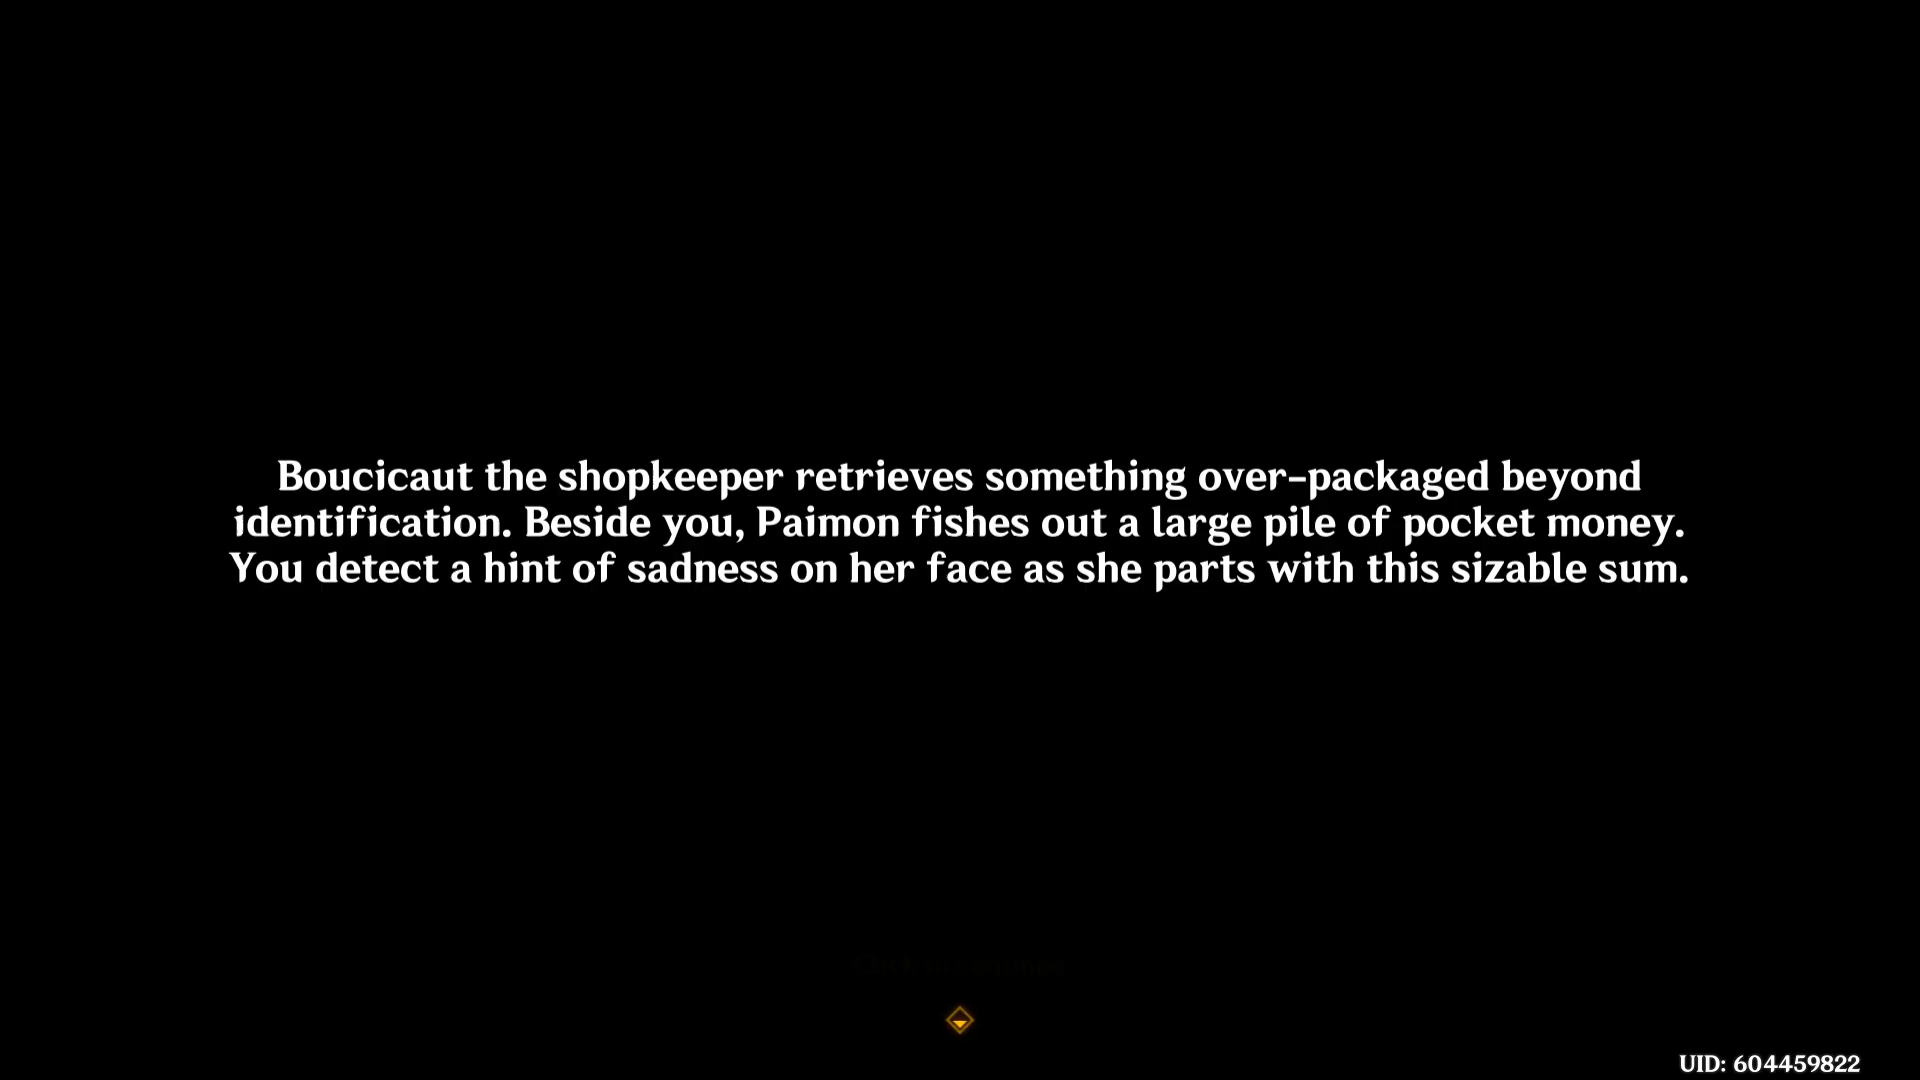 Boucicaut the shopkeeper retrieves something over-packaged beyond
identification. Beside you, Paimon fishes out a large pile of pocket money.
You detect a hint of sadness on her face as she parts with this sizable sum.
UID: 604459822